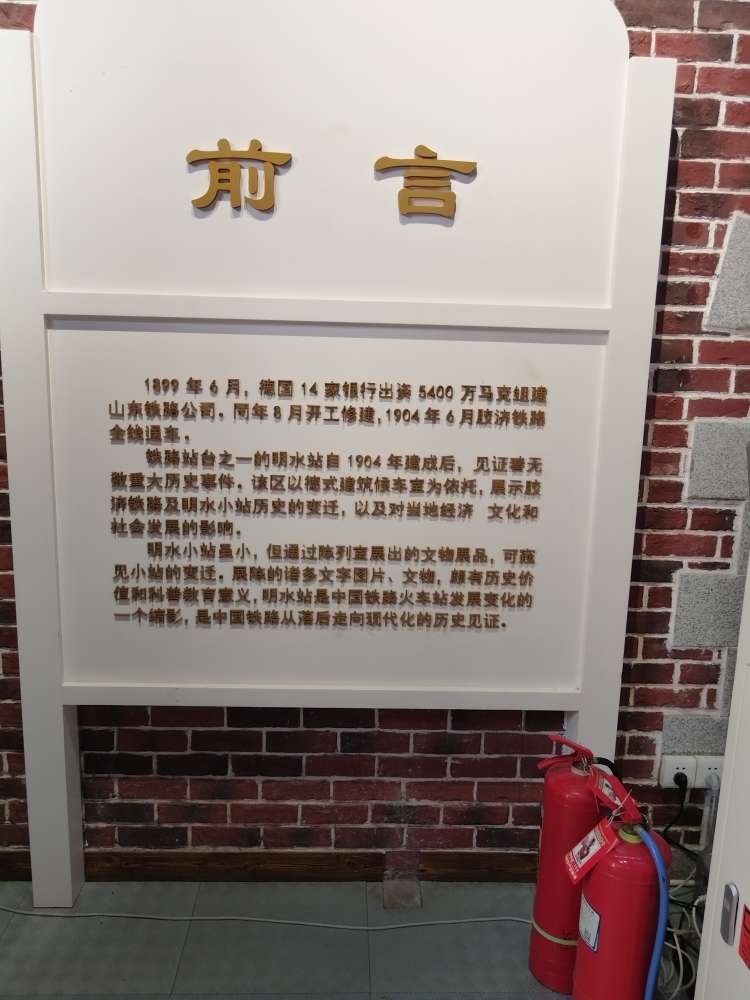 前言
1899年6月，德国14家银行出资5400万马克组建
山东铁路公司。同年8月开工修建,1904年6月胶济铁路
全线通车。
铁路站台之一的明水站自1904年建成后，见证著无
数重大历史事件。该区以德式建筑候车室为依托，展示胶
济铁路及明水小站历史的变迁，以及对当地经济 文化和
社会发展的影响。
明水小站虽小，但通过陈列室展出的文物展品，可窥
见小站的变迁。展陈的诸多文字图片、文物，颇有历史价
值和科普教育意义，明水站是中国铁路火车站发展变化的
一个缩影，是中国铁路从落后走向现代化的历史见证。